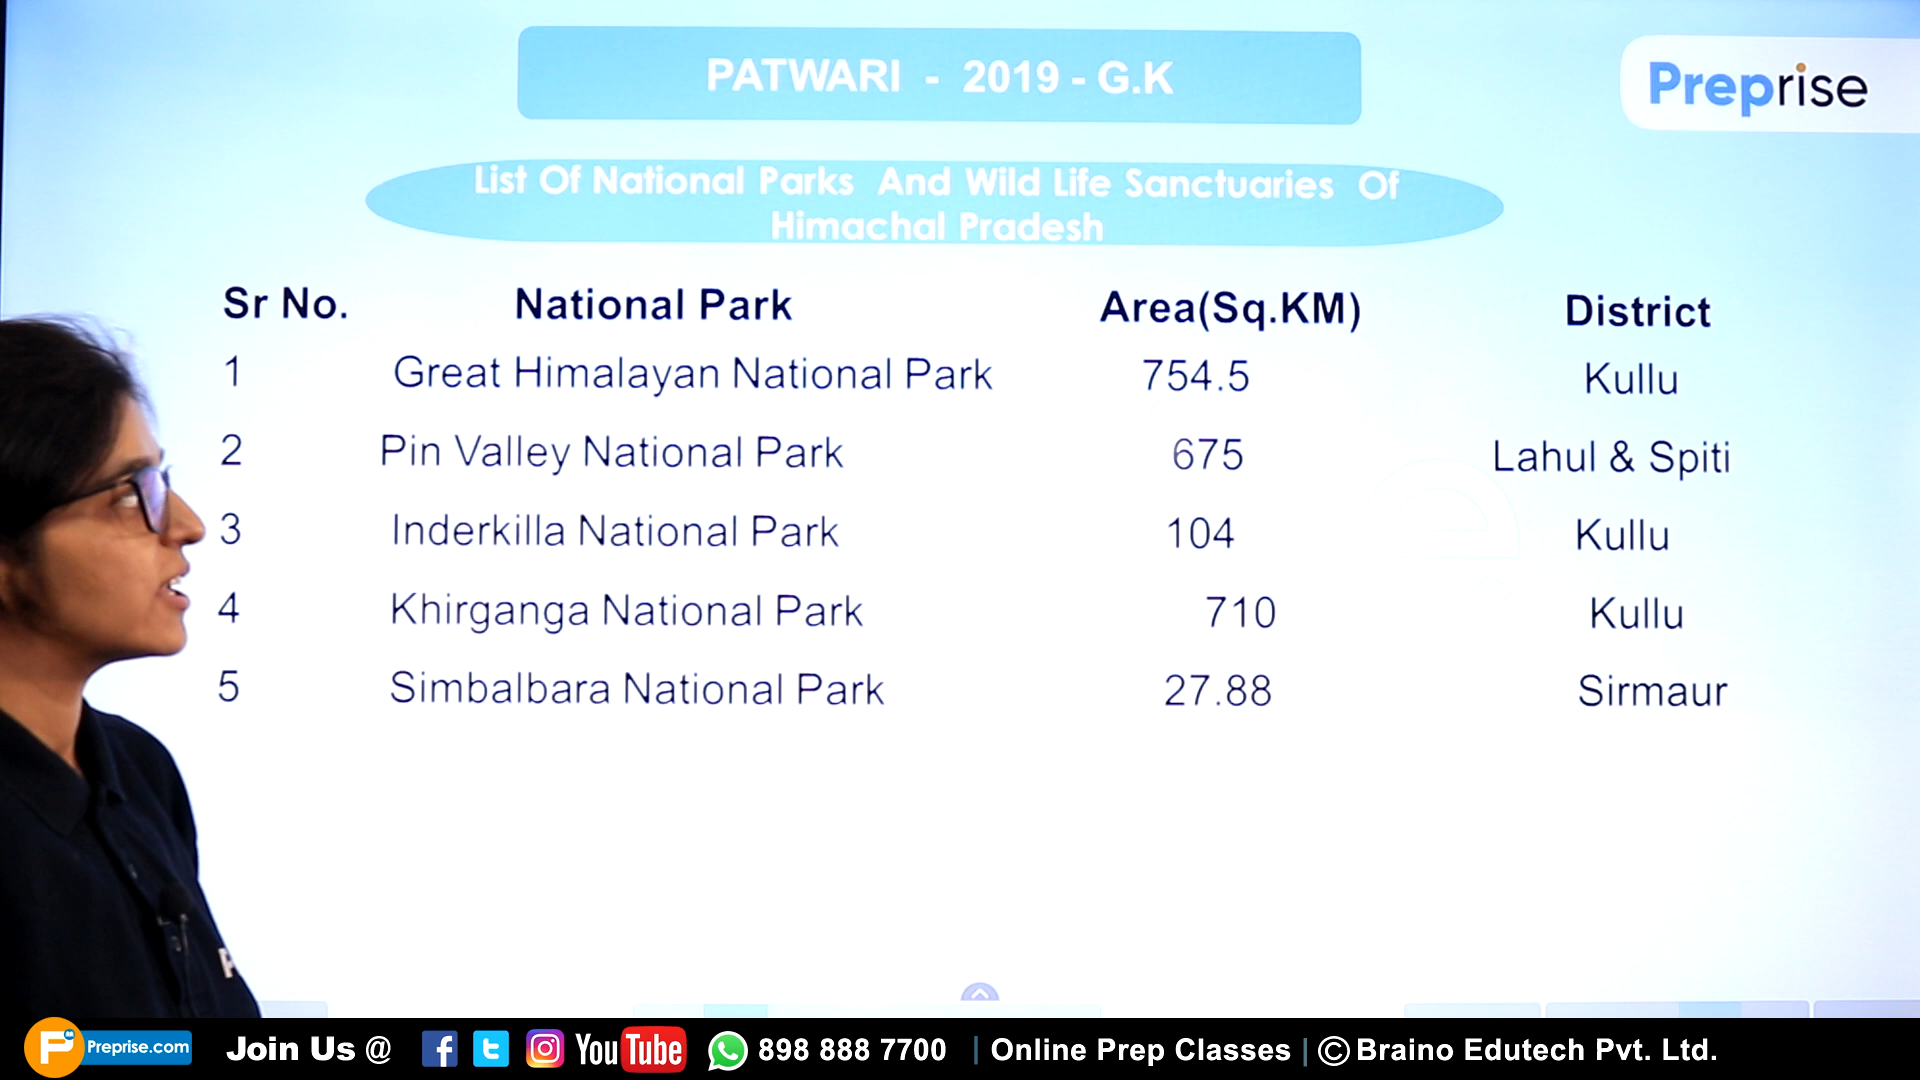 PATWARI - 2019 - G.K
Preprise
List Of National Parks And Wild Life Sanctuaries Of
Himachal Pradesh
Sr No. National Park Area(Sq.KM) District
1 Great Himalayan National Park 754.5 Kullu
2 Pin Valley National Park 675 Lahul & Spiti
3 Inderkilla National Park 104 Kullu
4 Khirganga National Park 710 Kullu
5 Simbalbara National Park 27.88 Sirmaur
Preprise.com Join Us @ YouTube 898 888 7700 | Online Prep Classes | © Braino Edutech Pvt. Ltd.